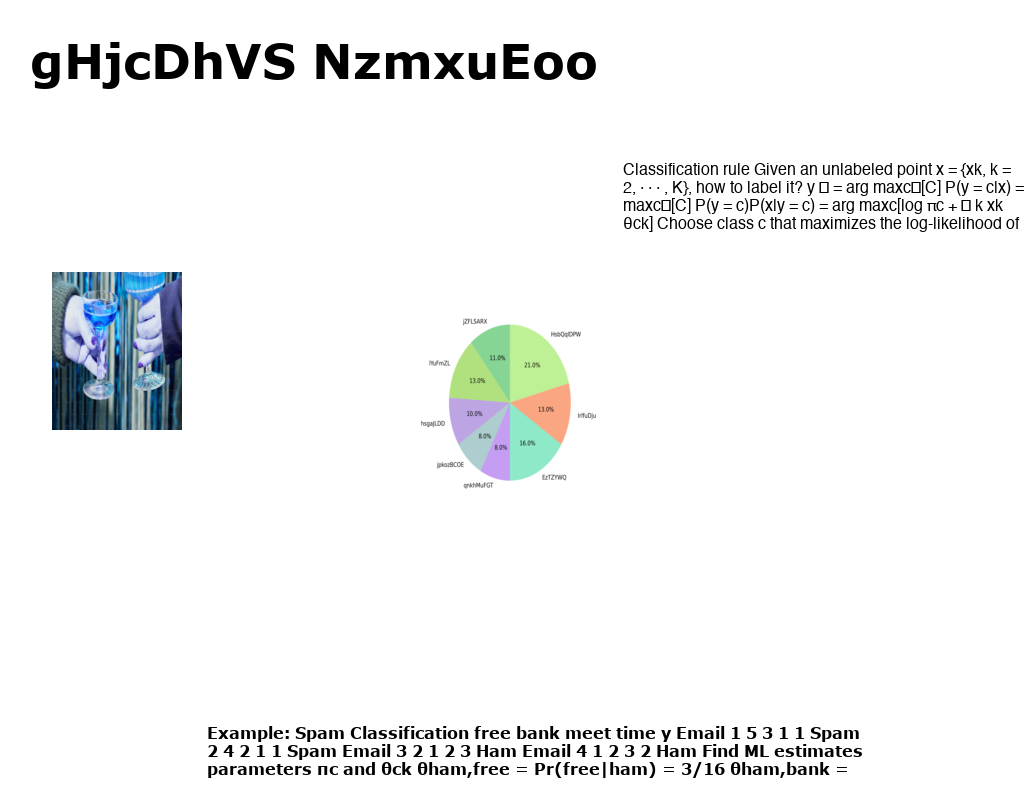 gHjcDhVS NzmxuEoo
Classification rule Given an unlabeled point x = {xk, k =
2, · · · , K}, how to label it? y □ = arg maxc□[C] P(y = c|x) =
maxc□[C] P(y = c)P(x|y = c) = arg maxc[log πc + □ k xk
θck] Choose class c that maximizes the log-likelihood of
jZFLSARX
HsbQqIDPW
11.0%
21.0%
13.0%
13.0%
10.0%
8.0%
8.0%
16.0%
jpkozBCOE
EzTZYWQ
qnkhMuFGT
Example: Spam Classification free bank meet time y Email 1 5 3 1 1 Spam
2 4 2 1 1 Spam Email 3 2 1 2 3 Ham Email 4 1 2 3 2 Ham Find ML estimates
parameters πc and θck θham,free = Pr(free|ham) = 3/16 θham,bank =